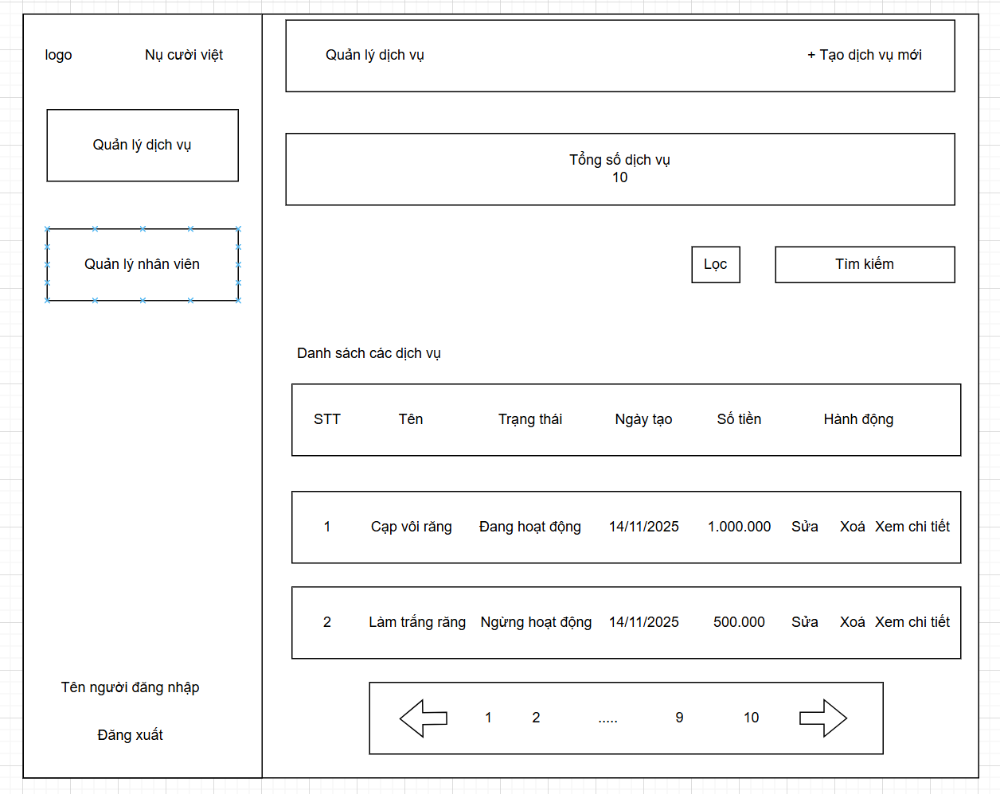 logo
Nụ cười việt
Quản lý dịch vụ
Quản lý nhân viên
Tên người đăng nhập
Đăng xuất
Quản lý dịch vụ
+ Tạo dịch vụ mới
Tổng số dịch vụ
10
Lọc
Tìm kiếm
Danh sách các dịch vụ
STT Tên Trạng thái Ngày tạo Số tiền Hành động
1 Cạp vôi răng Đang hoạt động 14/11/2025 1.000.000 Sửa Xoá Xem chi tiết
2 Làm trắng răng Ngừng hoạt động 14/11/2025 500.000 Sửa Xoá Xem chi tiết
1 2 ..... 9 10